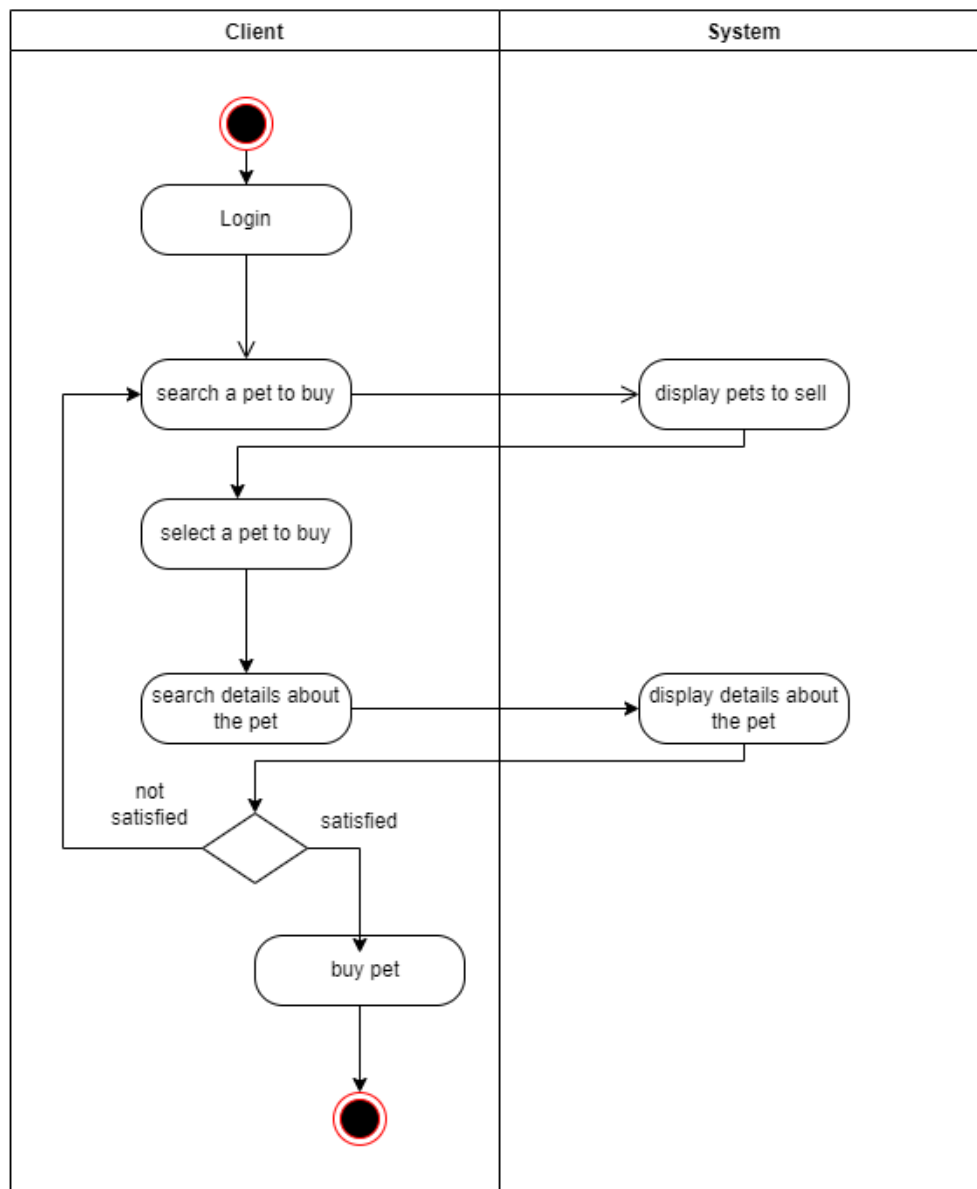 Client
System
Login
search a pet to buy
display pets to sell
select a pet to buy
search details about
the pet
display details about
the pet
not
satisfied
satisfied
buy pet